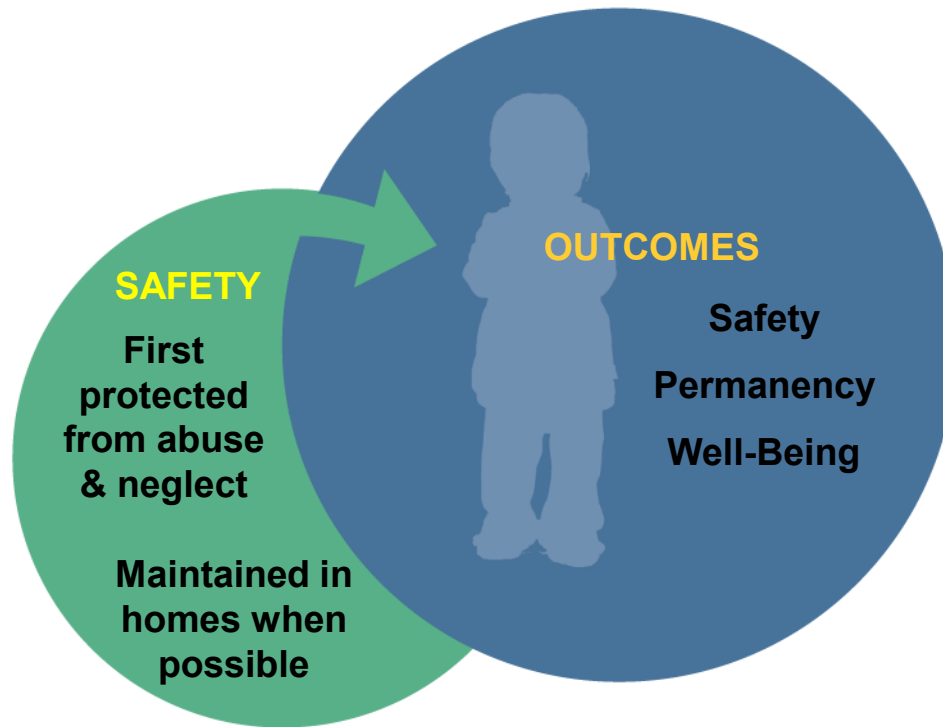 SAFETY
First
protected
from abuse
& neglect
Maintained in
homes when
possible
OUTCOMES
Safety
Permanency
Well-Being